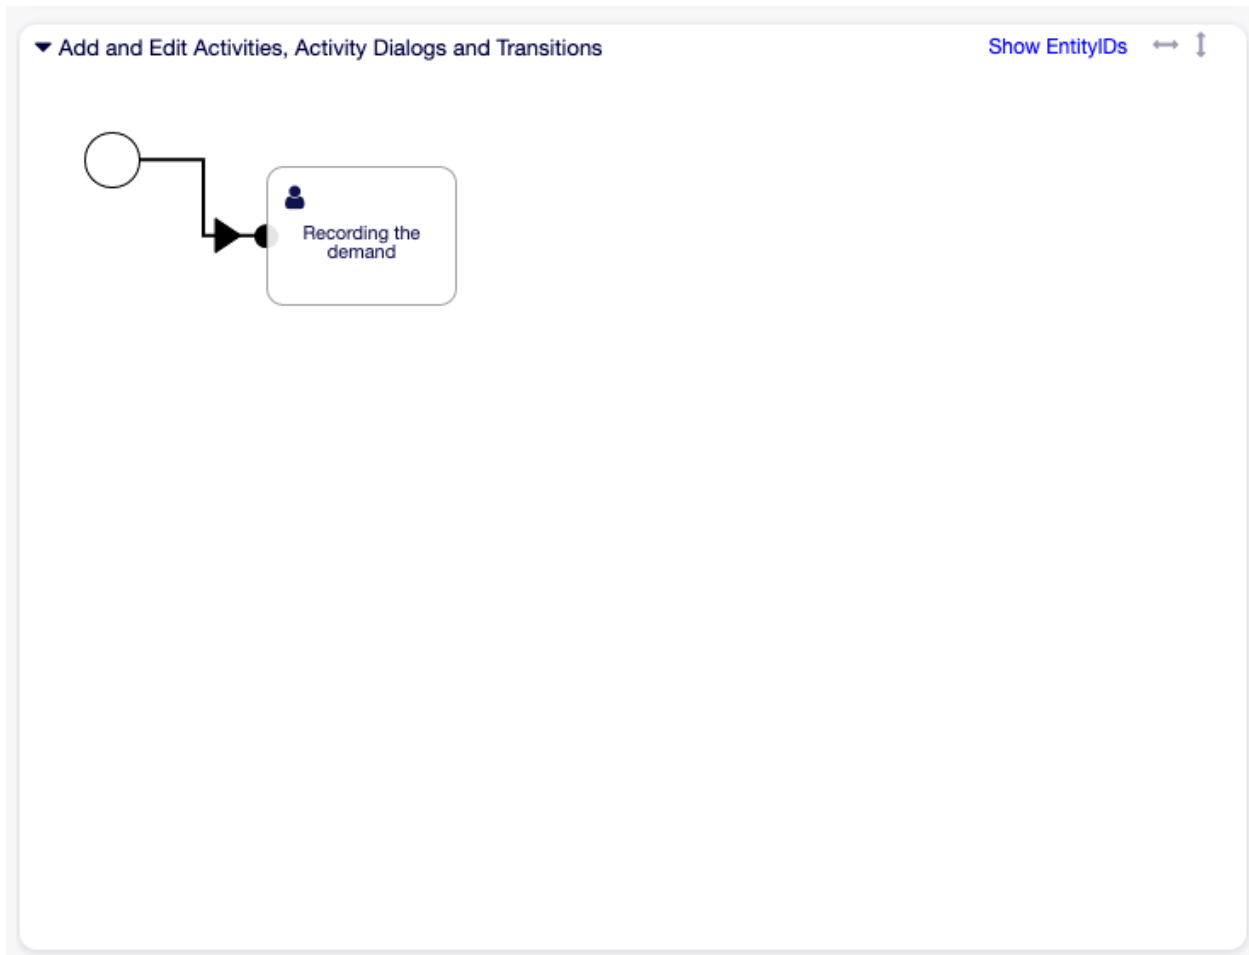 Add and Edit Activities, Activity Dialogs and Transitions
Show EntityIDs
Recording the
demand